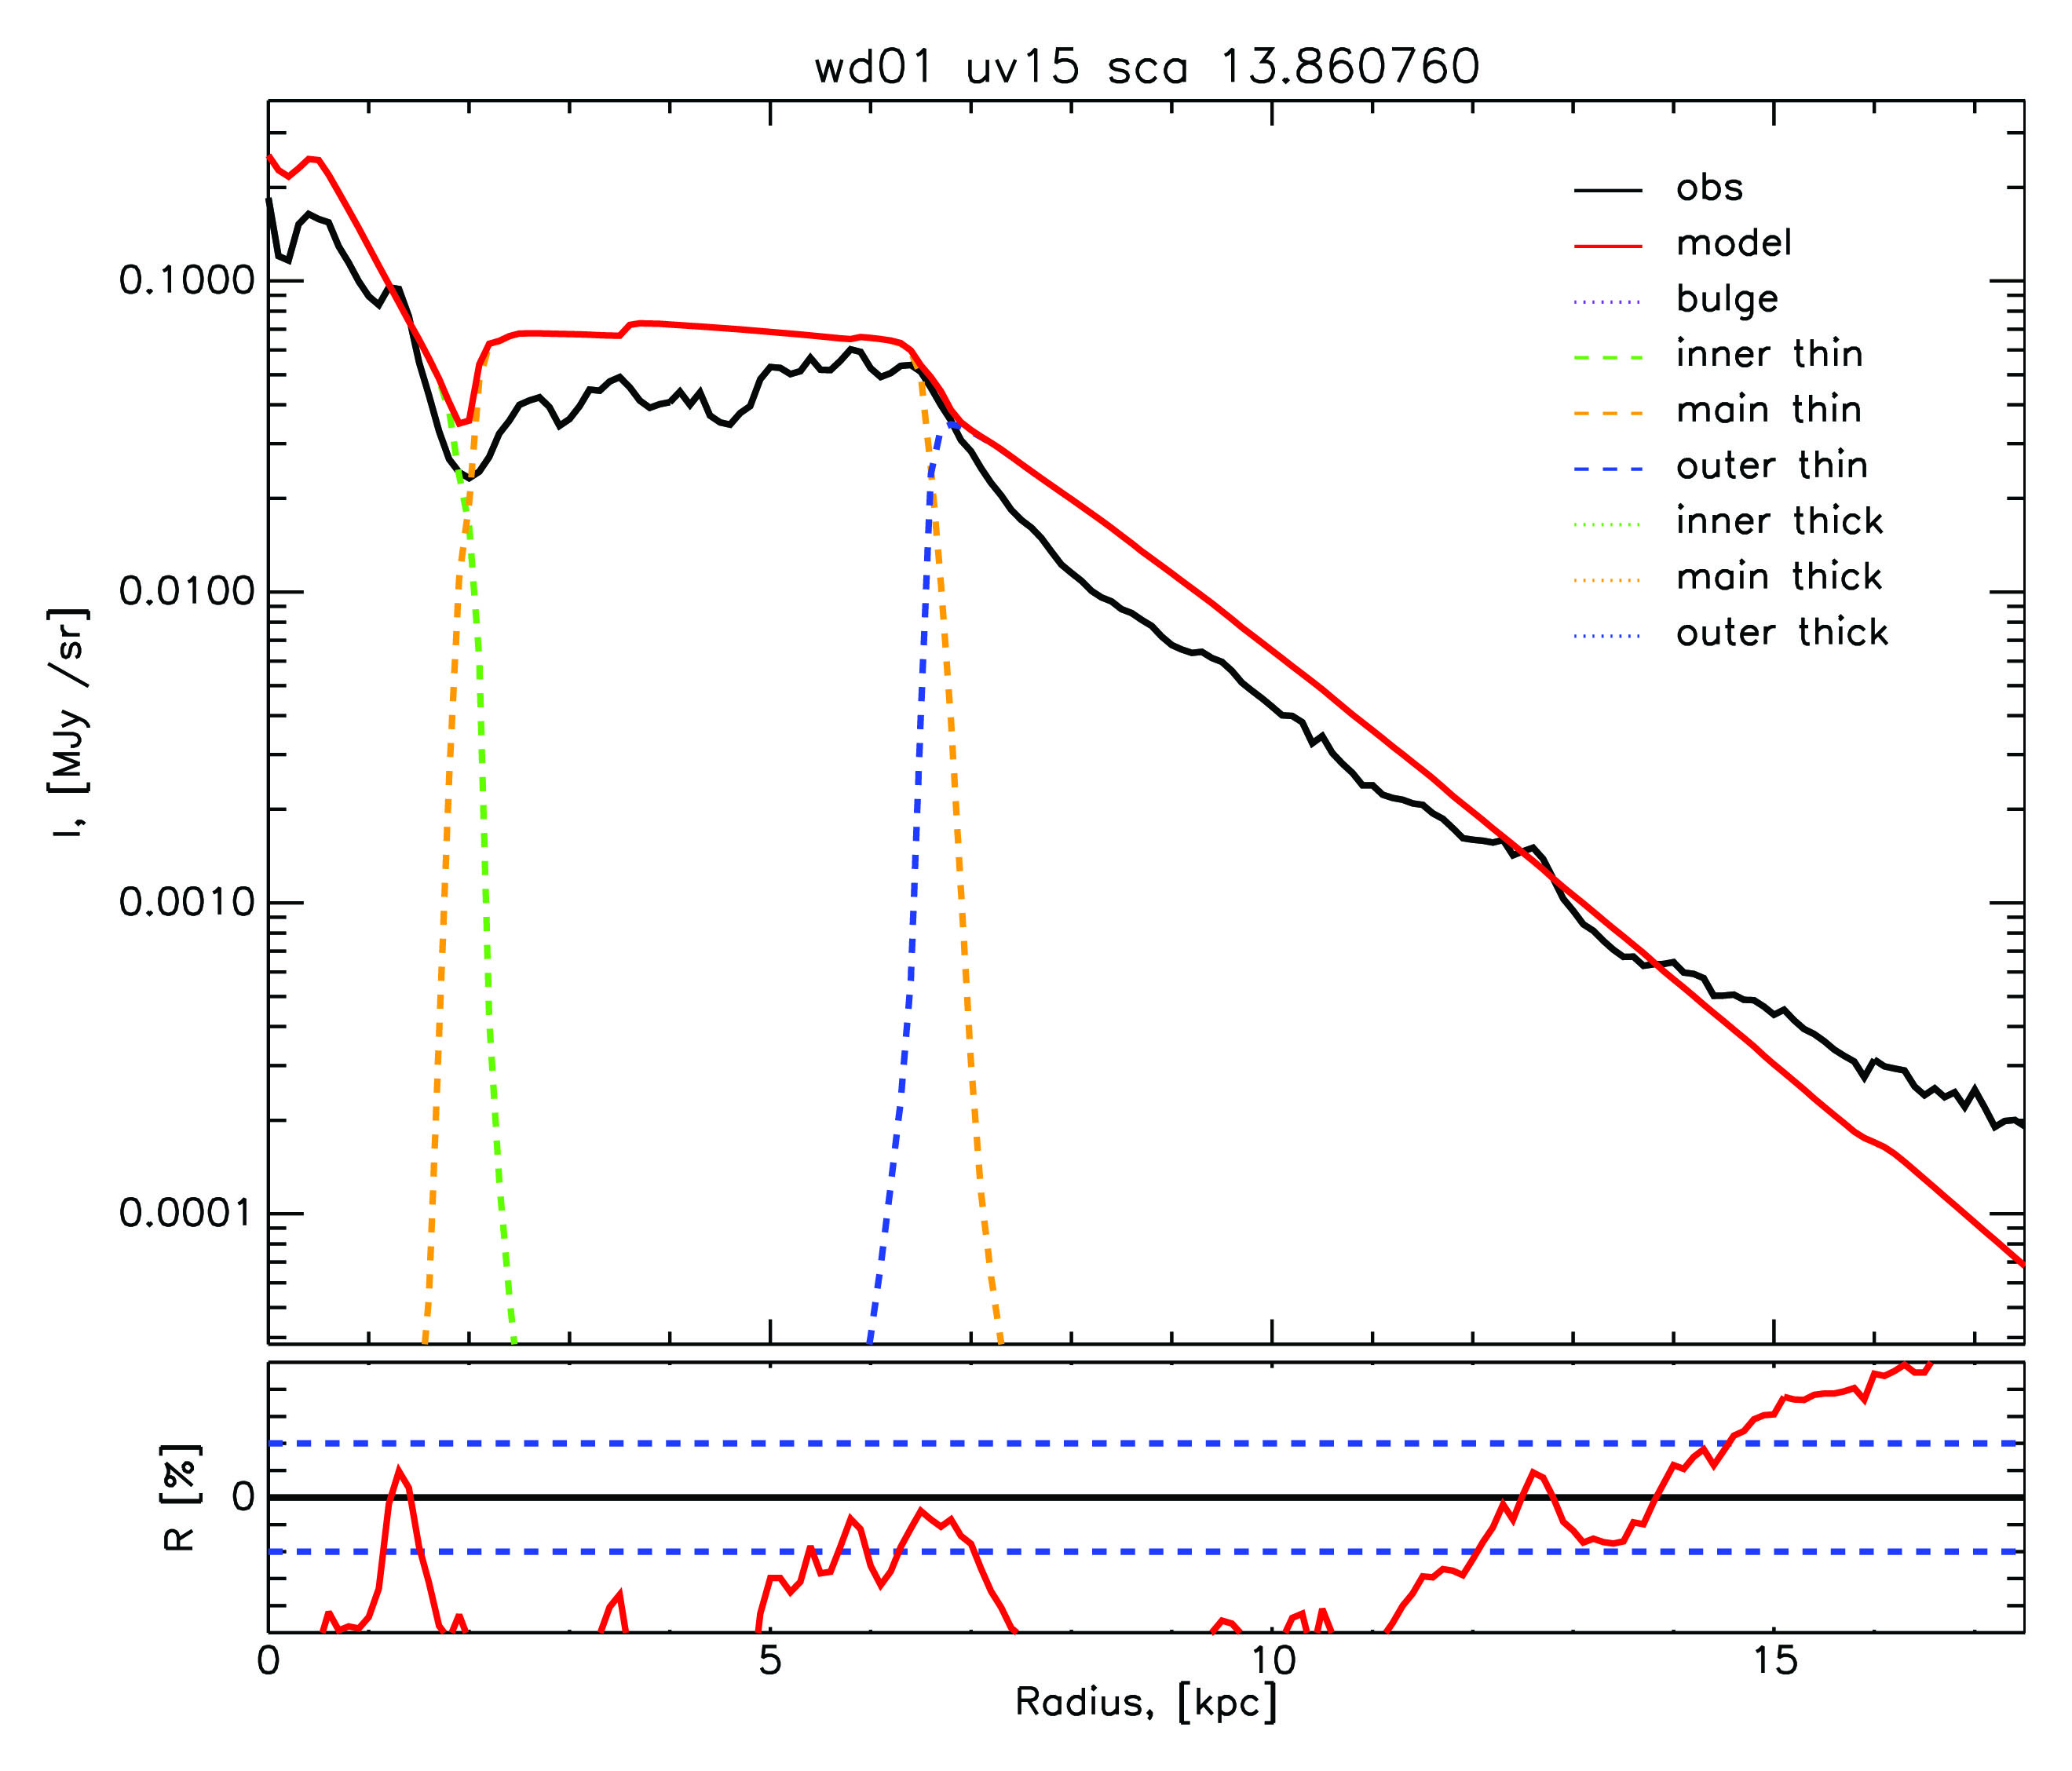 wd01 uv15 sca 13.860760
obs
model
bulge
inner thin
main thin
outer thin
inner thick
main thick
outer thick
I, [MJy /sr]
0.1000
0.0100
0.0010
0.0001
R [%]
0
0 5 10 15
Radius, [kpc]